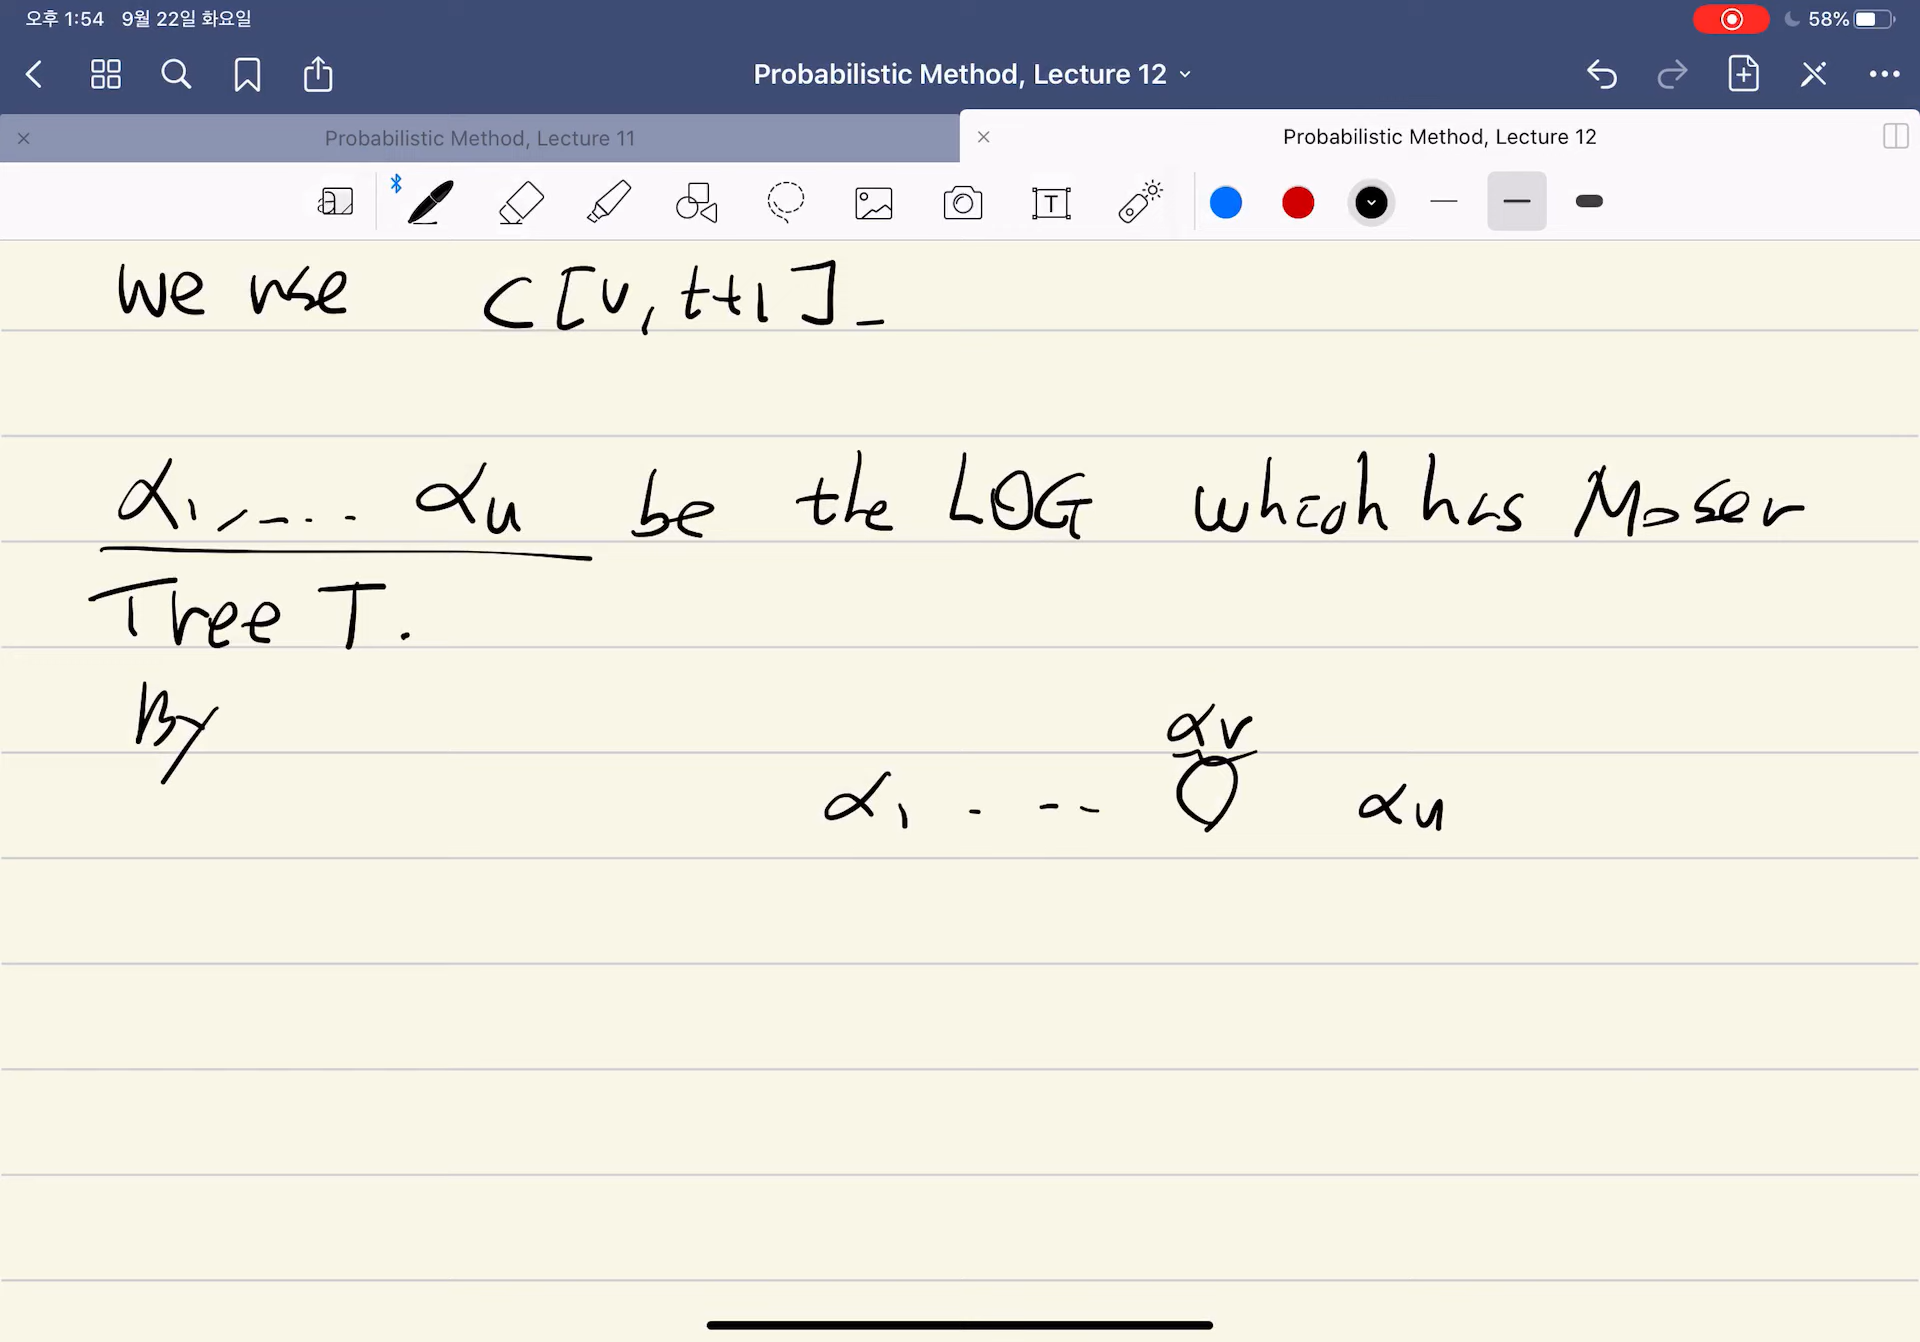 오후 1:54 9월 22일 화요일 58%
Probabilistic Method, Lecture 12
Probabilistic Method, Lecture 11
Probabilistic Method, Lecture 12
We use C[v, t+1].
α1, .... αu be the LOG which has Moser
Tree T.
By
αv
α1 . -- αu